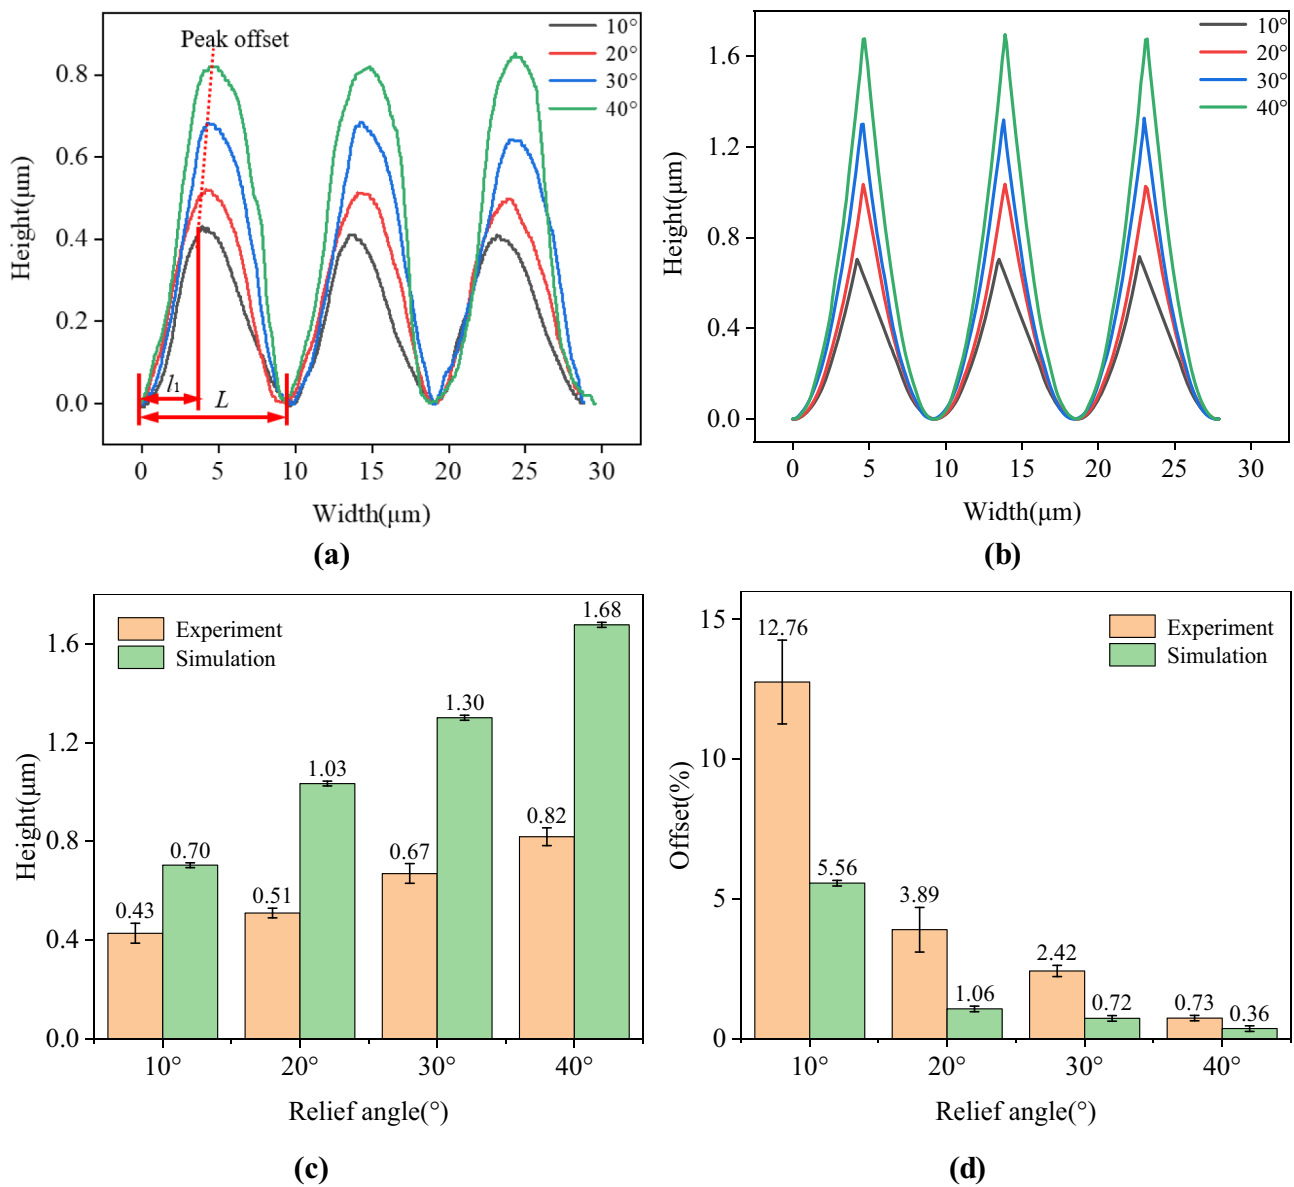 Peak offset
10°
20°
30°
40°
0.8
0.6
0.4
0.2
0.0
Height(μm)
l1
L
0 5 10 15 20 25 30
Width(μm)
(a)
10°
20°
30°
40°
1.6
1.2
0.8
0.4
0.0
Height(μm)
0 5 10 15 20 25 30
Width(μm)
(b)
Experiment
Simulation
1.6
1.2
0.8
0.4
0.0
Height(μm)
0.43 0.70 0.51 1.03 0.67 1.30 0.82 1.68
10° 20° 30° 40°
Relief angle(°)
(c)
Experiment
Simulation
15
10
5
0
Offset(%)
12.76 5.56 3.89 1.06 2.42 0.72 0.73 0.36
10° 20° 30° 40°
Relief angle(°)
(d)